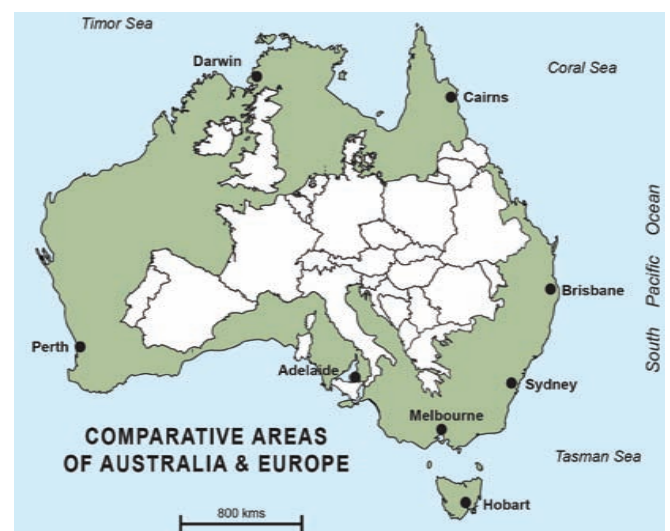 Timor Sea
Darwin
Coral Sea
Cairns
South Pacific Ocean
Brisbane
Perth
Adelaide
Sydney
Melbourne
COMPARATIVE AREAS
OF AUSTRALIA & EUROPE
Tasman Sea
Hobart
800 kms